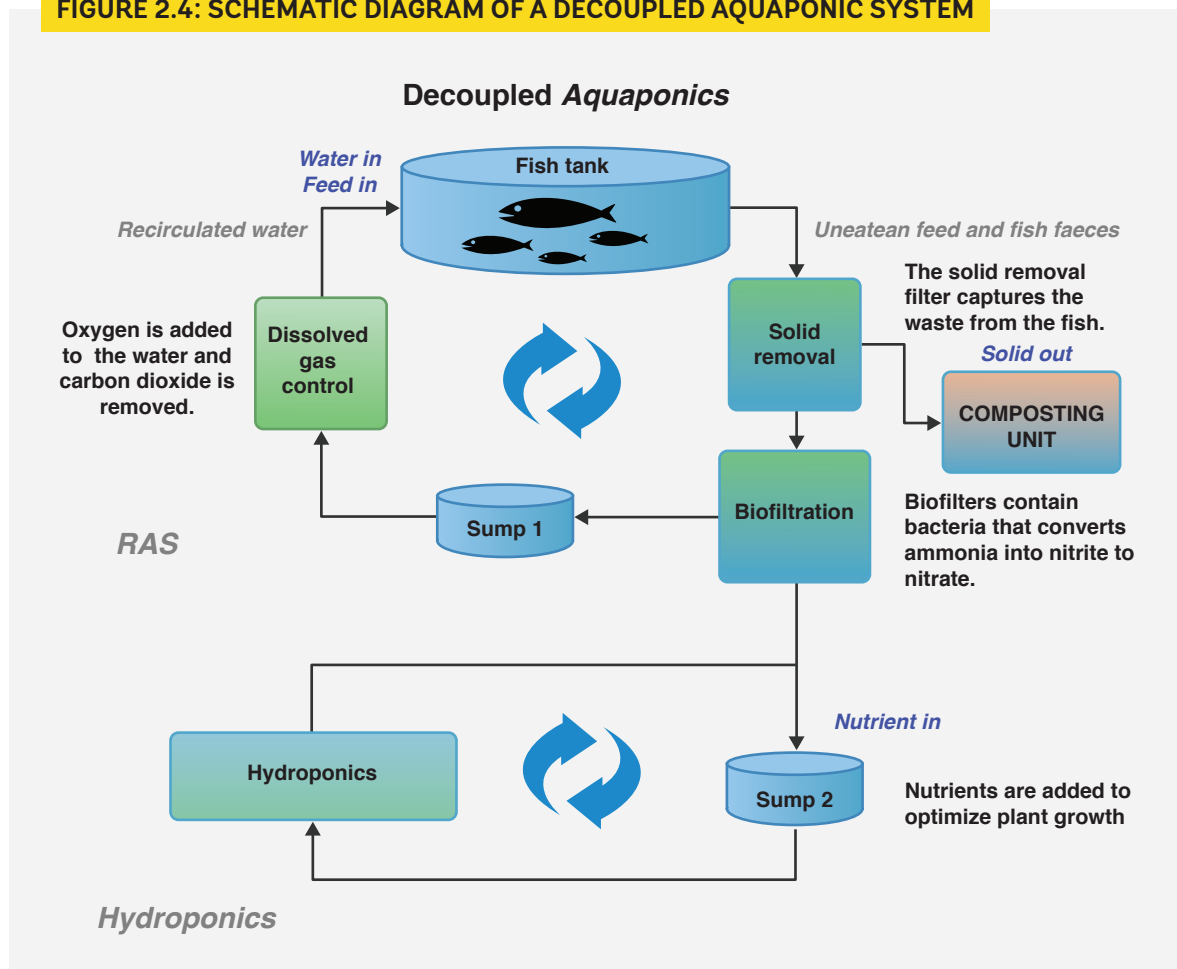 FIGURE 2.4: SCHEMATIC DIAGRAM OF A DECOUPLED AQUAPONIC SYSTEM
Decoupled Aquaponics
Water in
Feed in
Fish tank
Recirculated water
Uneatean feed and fish faeces
The solid removal
filter captures the
waste from the fish.
Oxygen is added
to the water and
carbon dioxide is
removed.
Dissolved
gas
control
Solid
removal
Solid out
COMPOSTING
UNIT
Sump 1
Biofiltration
Biofilters contain
bacteria that converts
ammonia into nitrite to
nitrate.
RAS
Nutrient in
Hydroponics
Sump 2
Nutrients are added to
optimize plant growth
Hydroponics